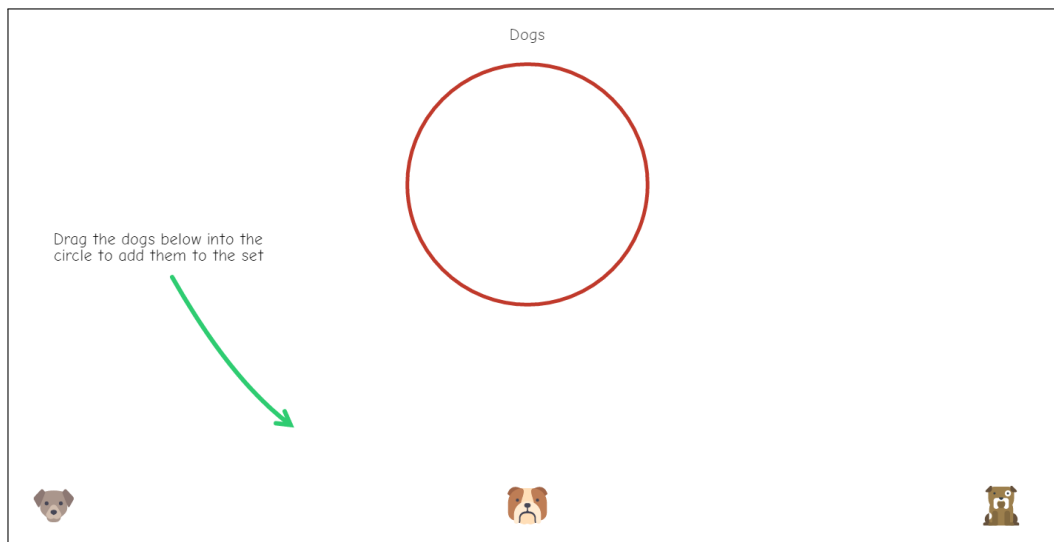 Dogs
Drag the dogs below into the
circle to add them to the set